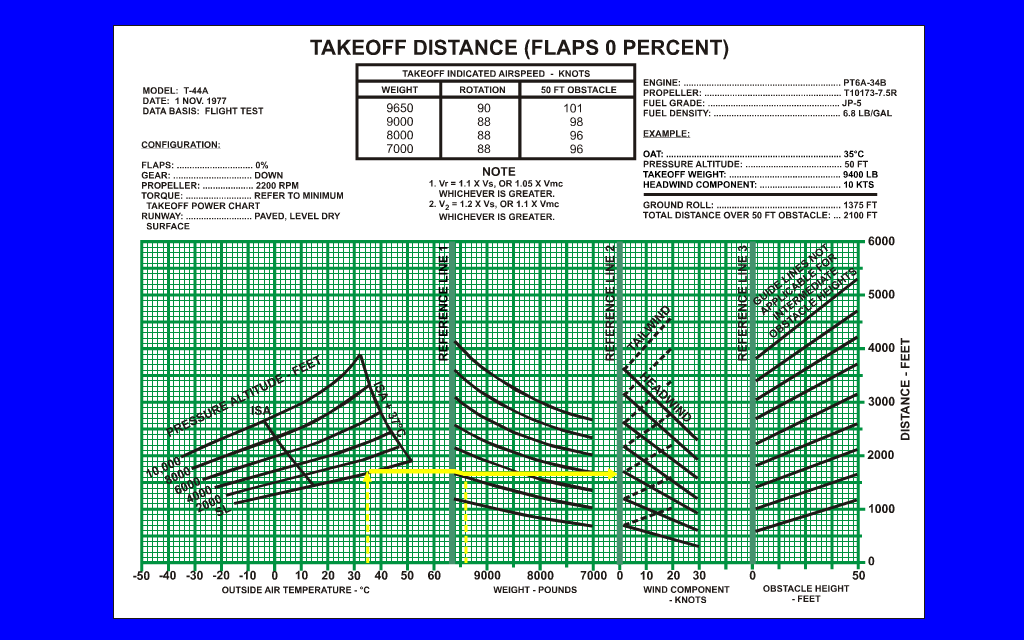 TAKEOFF DISTANCE (FLAPS 0 PERCENT)
MODEL: T-44A
DATE: 1 NOV. 1977
DATA BASIS: FLIGHT TEST
TAKEOFF INDICATED AIRSPEED - KNOTS
WEIGHT ROTATION 50 FT OBSTACLE
9650 90 101
9000 88 98
8000 88 96
7000 88 96
ENGINE: PT6A-34B
PROPELLER: T10173-7.5R
FUEL GRADE: JP-5
FUEL DENSITY: 6.8 LB/GAL
CONFIGURATION:
FLAPS: 0%
GEAR: DOWN
PROPELLER: 2200 RPM
TORQUE: REFER TO MINIMUM
TAKEOFF POWER CHART
RUNWAY: PAVED, LEVEL DRY
SURFACE
NOTE
1. Vr = 1.1 X Vs, OR 1.05 X Vmc
WHICHEVER IS GREATER.
2. V2 = 1.2 X Vs, OR 1.1 X Vmc
WHICHEVER IS GREATER.
EXAMPLE:
OAT: 35°C
PRESSURE ALTITUDE: 50 FT
TAKEOFF WEIGHT: 9400 LB
HEADWIND COMPONENT: 10 KTS
GROUND ROLL: 1375 FT
TOTAL DISTANCE OVER 50 FT OBSTACLE: ... 2100 FT
REFERENCE LINE 1
REFERENCE LINE 2
REFERENCE LINE 3
GUIDE LINES NOT
APPLICABLE FOR
INTERMEDIATE
OBSTACLE HEIGHTS
TAILWIND
HEADWIND
PRESSURE ALTITUDE - FEET
ISA
ISA + 37°C
10,000
8000
6000
4000
2000
SL
6000
5000
4000
3000
2000
1000
0
DISTANCE - FEET
-50 -40 -30 -20 -10 0 10 20 30 40 50 60 9000 8000 7000 0 10 20 30 0 50
OUTSIDE AIR TEMPERATURE - °C
WEIGHT - POUNDS
WIND COMPONENT
- KNOTS
OBSTACLE HEIGHT
- FEET